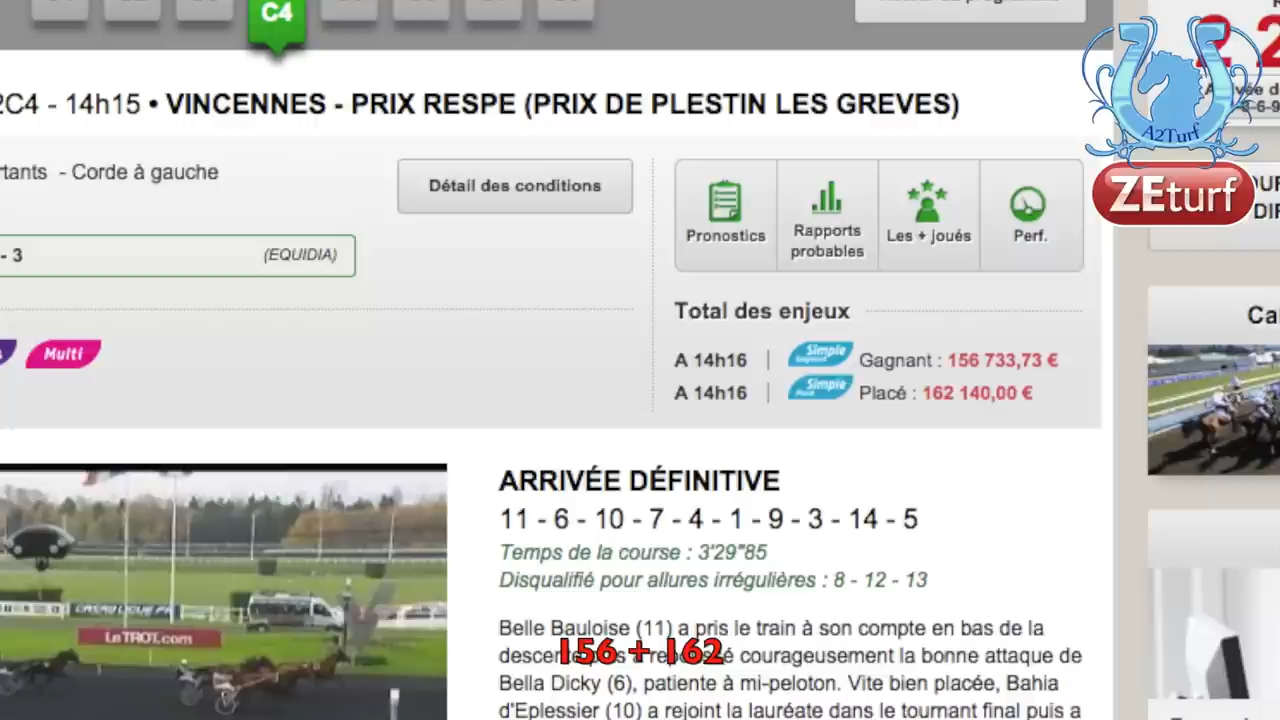 C4
2C4 - 14h15 • VINCENNES - PRIX RESPE (PRIX DE PLESTIN LES GREVES)
A2Turf
ZEturf
- Corde à gauche
Détail des conditions
Pronostics
Rapports probables
Les + joués
Perf.
- 3
(EQUIDIA)
Total des enjeux
Multi
A 14h16 | Simple Gagnant : 156 733,73 €
A 14h16 | Simple Placé : 162 140,00 €
ARRIVÉE DÉFINITIVE
11 - 6 - 10 - 7 - 4 - 1 - 9 - 3 - 14 - 5
Temps de la course : 3'29"85
Disqualifié pour allures irrégulières : 8 - 12 - 13
LeTROT.com
Belle Bauloise (11) a pris le train à son compte en bas de la
courageusement la bonne attaque de
156 + 162
Bella Dicky (6), patiente à mi-peloton. Vite bien placée, Bahia
d'Eplessier (10) a rejoint la lauréate dans le tournant final puis a